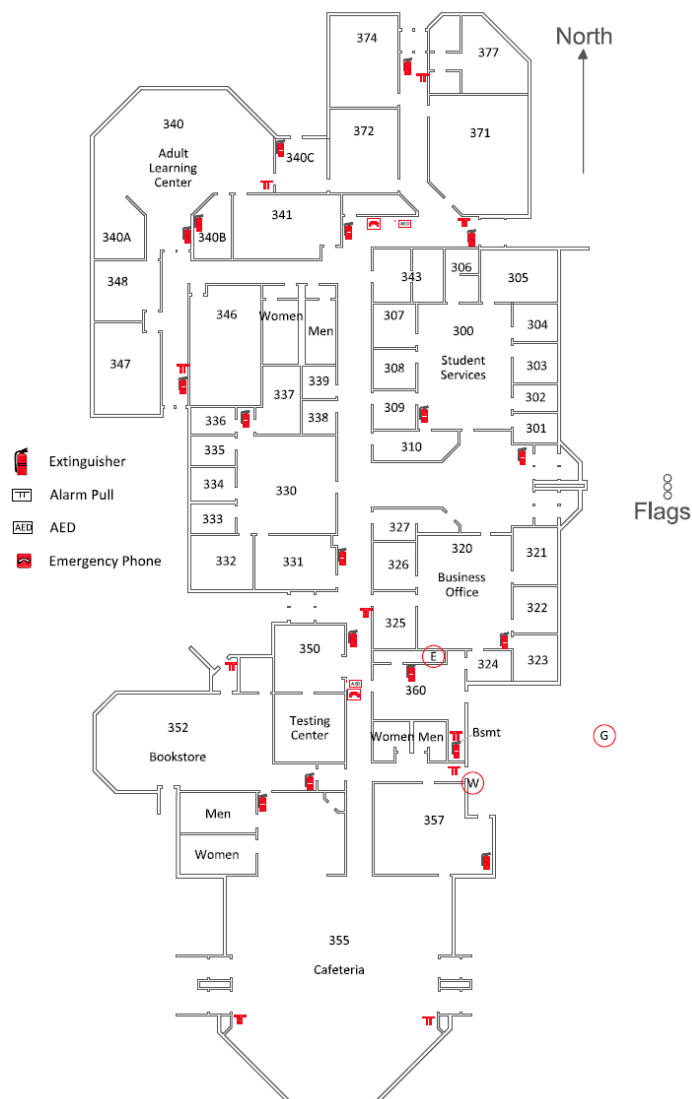 374
377
North
340
340C
372
371
Adult
Learning
Center
340A
340B
341
AED
348
343
306
305
346
Women
Men
307
300
304
347
308
Student
Services
303
337
339
302
336
338
309
301
335
310
Extinguisher
334
330
Alarm Pull
Flags
333
327
320
AED
AED
332
331
326
Business
Office
321
Emergency Phone
322
325
350
E
324
323
AED
360
352
Testing
Center
Women
Men
Bsmt
G
Bookstore
W
Men
357
Women
355
Cafeteria